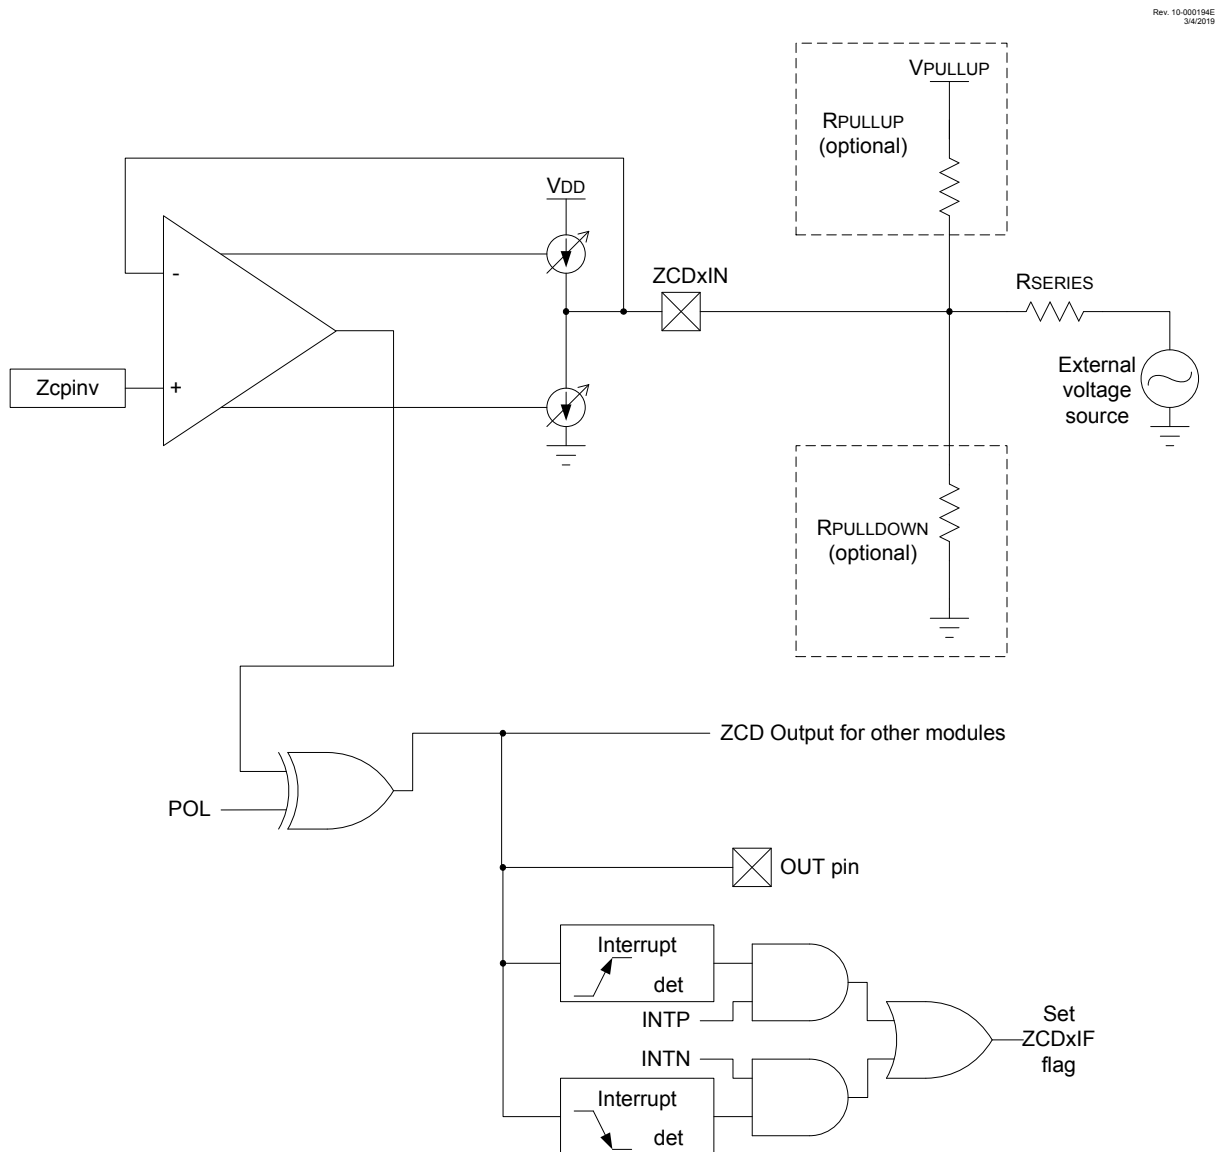 Rev. 10-000194E
3/4/2019
VPULLUP
RPULLUP
(optional)
VDD
ZCDxIN
RSERIES
-
Zcpinv
+
External
voltage
source
RPULLDOWN
(optional)
ZCD Output for other modules
POL
OUT pin
Interrupt
det
INTP
Set
ZCDxIF
flag
INTN
Interrupt
det